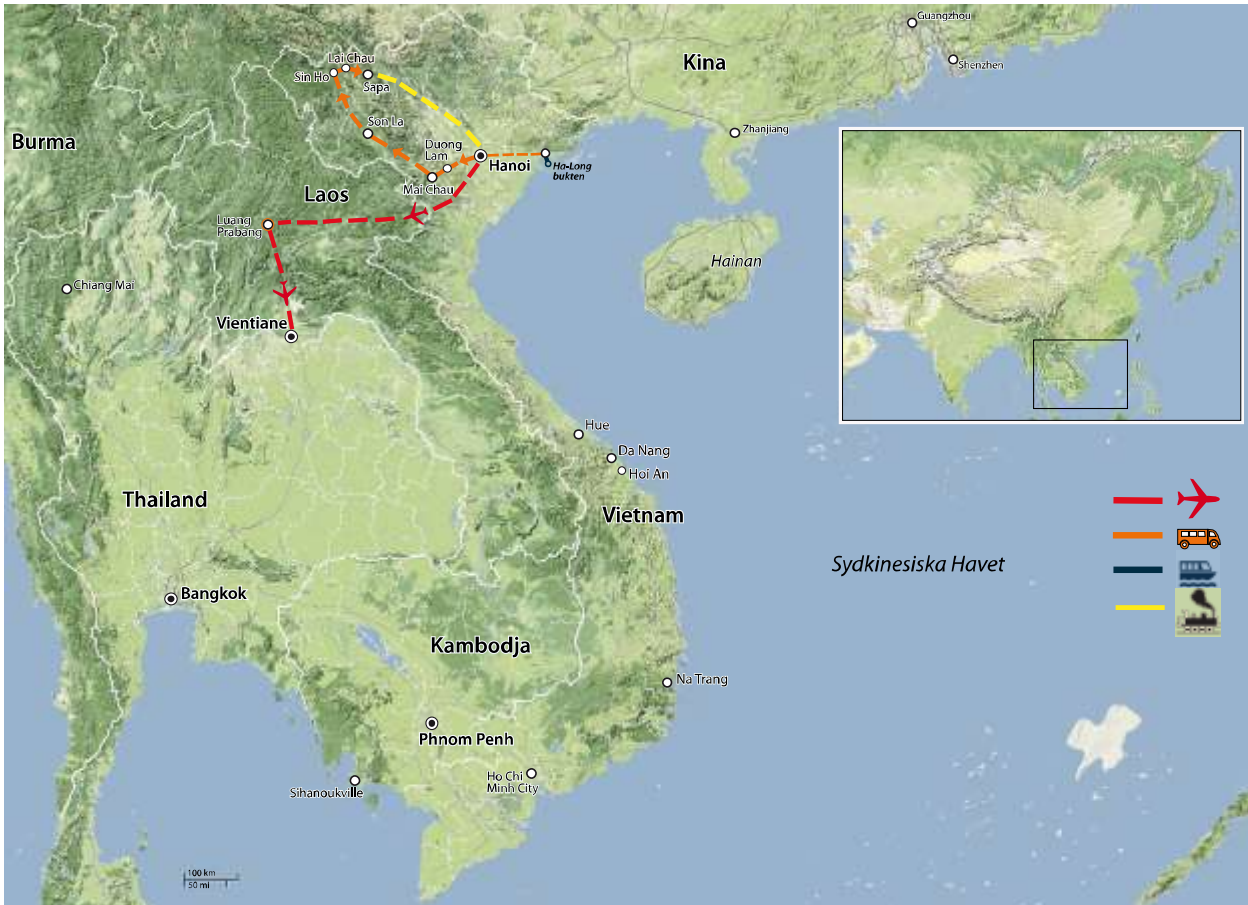 Guangzhou
Kina
Shenzhen
Lai Chau
Sin Ho
Sapa
Burma
Son La
Zhanjiang
Duong
Lam
Hanoi
Ha-Long
bukten
Mai Chau
Laos
Luang
Prabang
Hainan
Chiang Mai
Vientiane
Hue
Da Nang
Hoi An
Thailand
Vietnam
Sydkinesiska Havet
Bangkok
Kambodja
Na Trang
Phnom Penh
Ho Chi
Minh City
Sihanoukville
100 km
50 mi